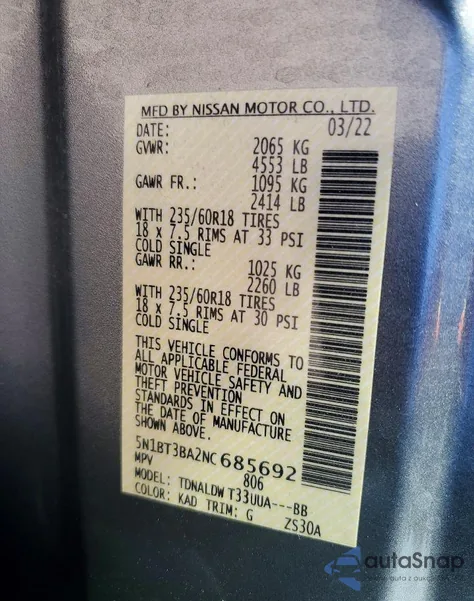 MFD BY NISSAN MOTOR CO., LTD.
DATE: 03/22
GVWR: 2065 KG
4553 LB
GAWR FR.: 1095 KG
2414 LB
WITH 235/60R18 TIRES
18 x 7.5 RIMS AT 33 PSI
COLD SINGLE
GAWR RR.: 1025 KG
2260 LB
WITH 235/60R18 TIRES
18 x 7.5 RIMS AT 30 PSI
COLD SINGLE
THIS VEHICLE CONFORMS TO
ALL APPLICABLE FEDERAL
MOTOR VEHICLE SAFETY AND
THEFT PREVENTION
STANDARDS IN EFFECT ON
THE DATE OF MANUFACTURE
SHOWN ABOVE.
5N1BT3BA2NC685692
MPV 806
MODEL: TDNALDW T33UUA---BB
COLOR: KAD TRIM: G ZS30A
autaSnap